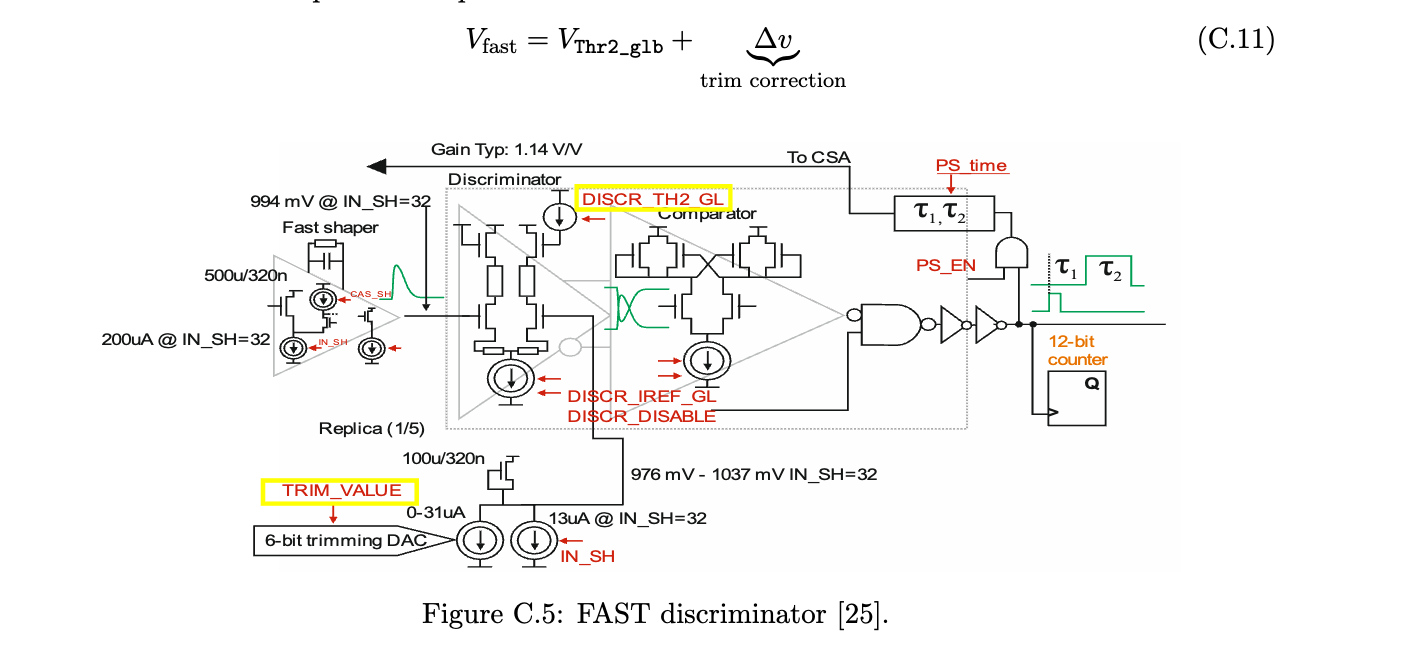 V_fast = V_Thr2_glb + Δv (C.11)
trim correction
Gain Typ: 1.14 V/V
To CSA
PS_time
Discriminator
DISCR_TH2_GL
994 mV @ IN_SH=32
Comparator
τ1, τ2
Fast shaper
PS_EN
τ1 τ2
500u/320n
CAS_SH
200uA @ IN_SH=32
IN_SH
12-bit
counter
Q
DISCR_IREF_GL
DISCR_DISABLE
Replica (1/5)
100u/320n
976 mV - 1037 mV IN_SH=32
TRIM_VALUE
0-31uA
13uA @ IN_SH=32
6-bit trimming DAC
IN_SH
Figure C.5: FAST discriminator [25].